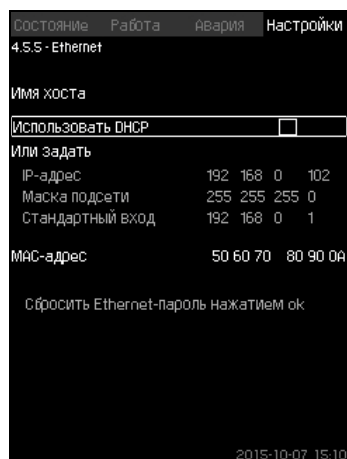 Состояние Работа Авария Настройки
4.5.5 - Ethernet
Имя хоста
Использовать DHCP
Или задать
IP-адрес 192 168 0 102
Маска подсети 255 255 255 0
Стандартный вход 192 168 0 1
MAC-адрес 50 60 70 80 90 0A
Сбросить Ethernet-пароль нажатием ok
2015-10-07 15:10